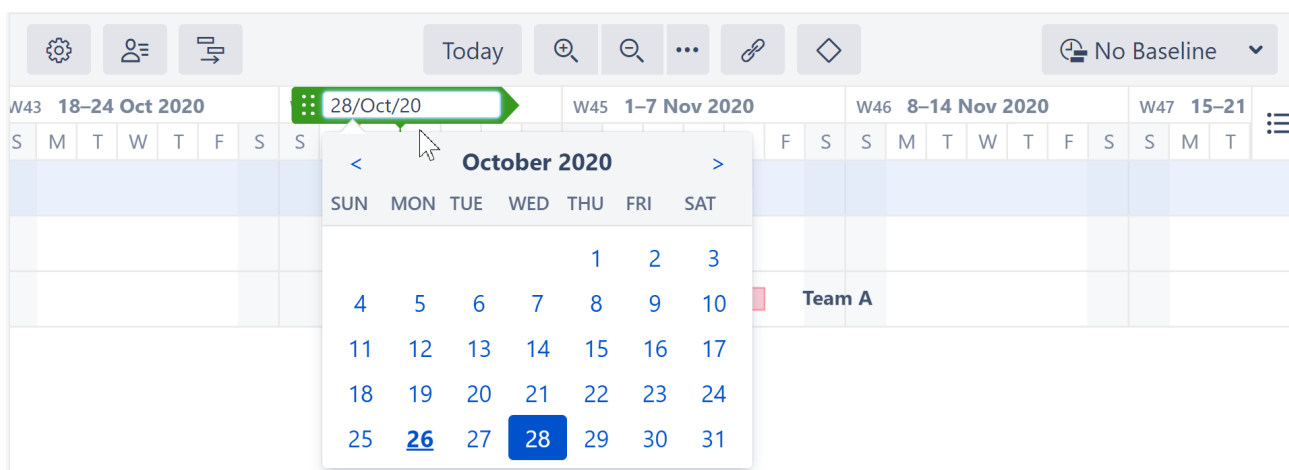 Today No Baseline
W43 18–24 Oct 2020 28/Oct/20 W45 1–7 Nov 2020 W46 8–14 Nov 2020 W47 15–21
S M T W T F S S F S S M T W T F S S M T
< October 2020 >
SUN MON TUE WED THU FRI SAT
1 2 3
4 5 6 7 8 9 10
Team A
11 12 13 14 15 16 17
18 19 20 21 22 23 24
25 26 27 28 29 30 31